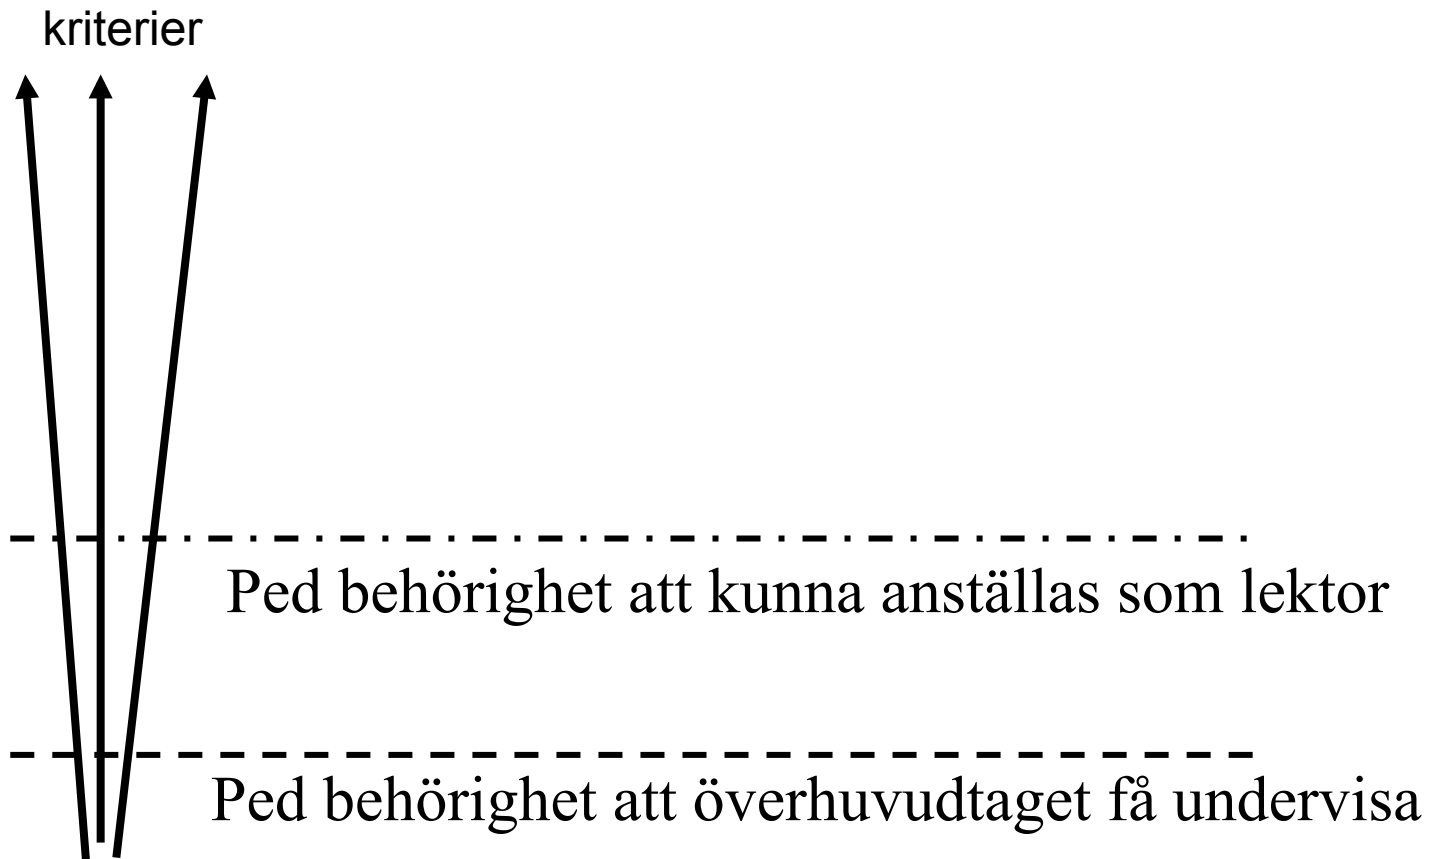 kriterier
Ped behörighet att kunna anställas som lektor
Ped behörighet att överhuvudtaget få undervisa